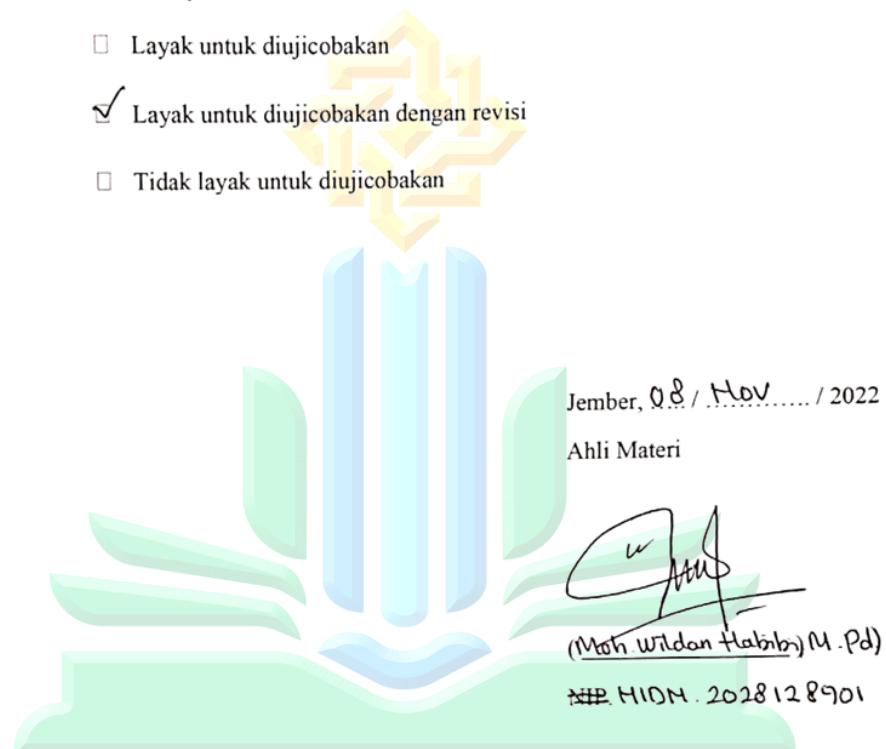 ☐ Layak untuk diujicobakan
☑ Layak untuk diujicobakan dengan revisi
☐ Tidak layak untuk diujicobakan
Jember, 08 / Nov / 2022
Ahli Materi
(Moh. Wildan Habibi, M.Pd)
NIP. NIDN. 2028128901